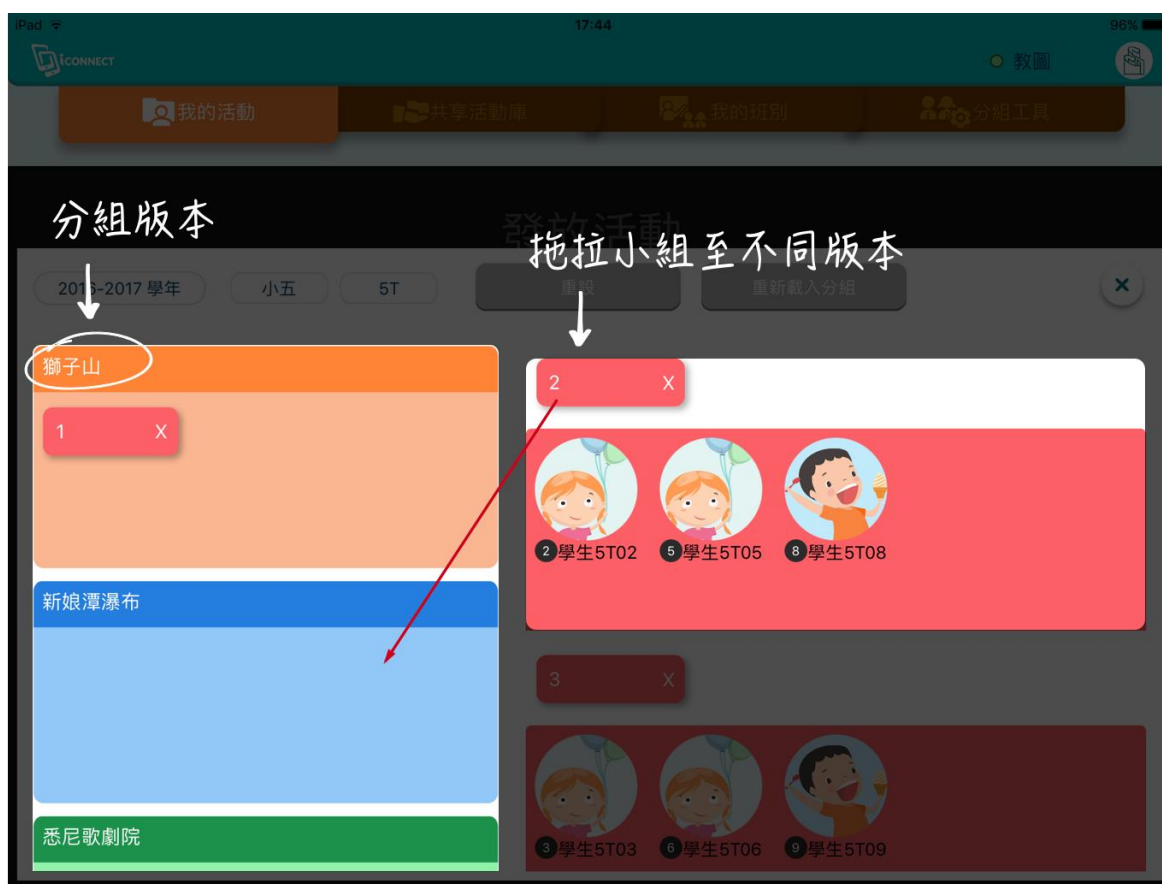 iPad
17:44
96%
iCONNECT
教圖
我的活動
共享活動庫
我的班別
分組工具
發放活動
分組版本
拖拉小組至不同版本
2016-2017 學年
小五
5T
重設
重新載入分組
×
獅子山
1 X
2 X
2 學生5T02
5 學生5T05
8 學生5T08
新娘潭瀑布
3 X
悉尼歌劇院
3 學生5T03
6 學生5T06
9 學生5T09